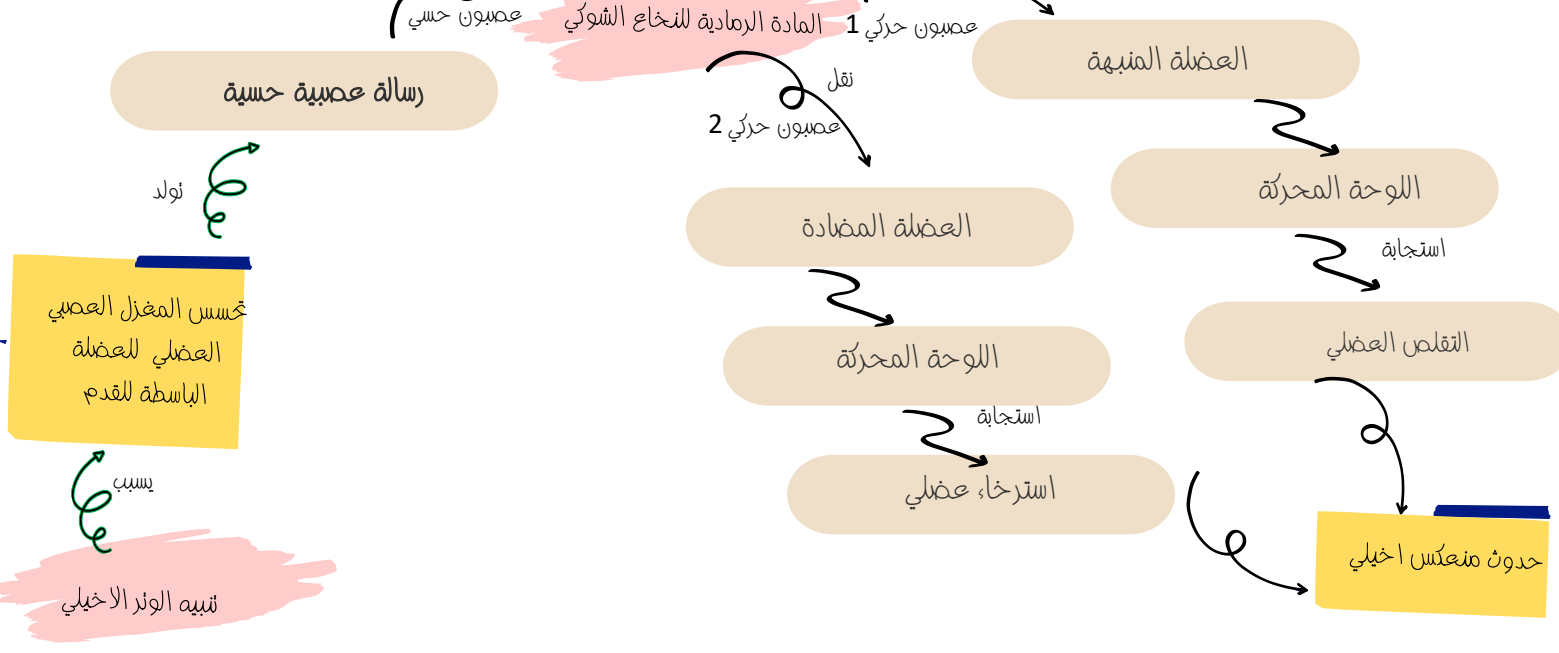 عصبون حسي
المادة الرمادية للنخاع الشوكي
عصبون حركي 1
العضلة المنبهة
رسالة عصبية حسية
نقل
عصبون حركي 2
اللوحة المحركة
تولد
العضلة المضادة
استجابة
تحسس المغزل العصبي
العضلي للعضلة
الباسطة للقدم
اللوحة المحركة
التقلص العضلي
استجابة
يسبب
استرخاء عضلي
حدوث منعكس اخيلي
تنبيه الوتر الاخيلي